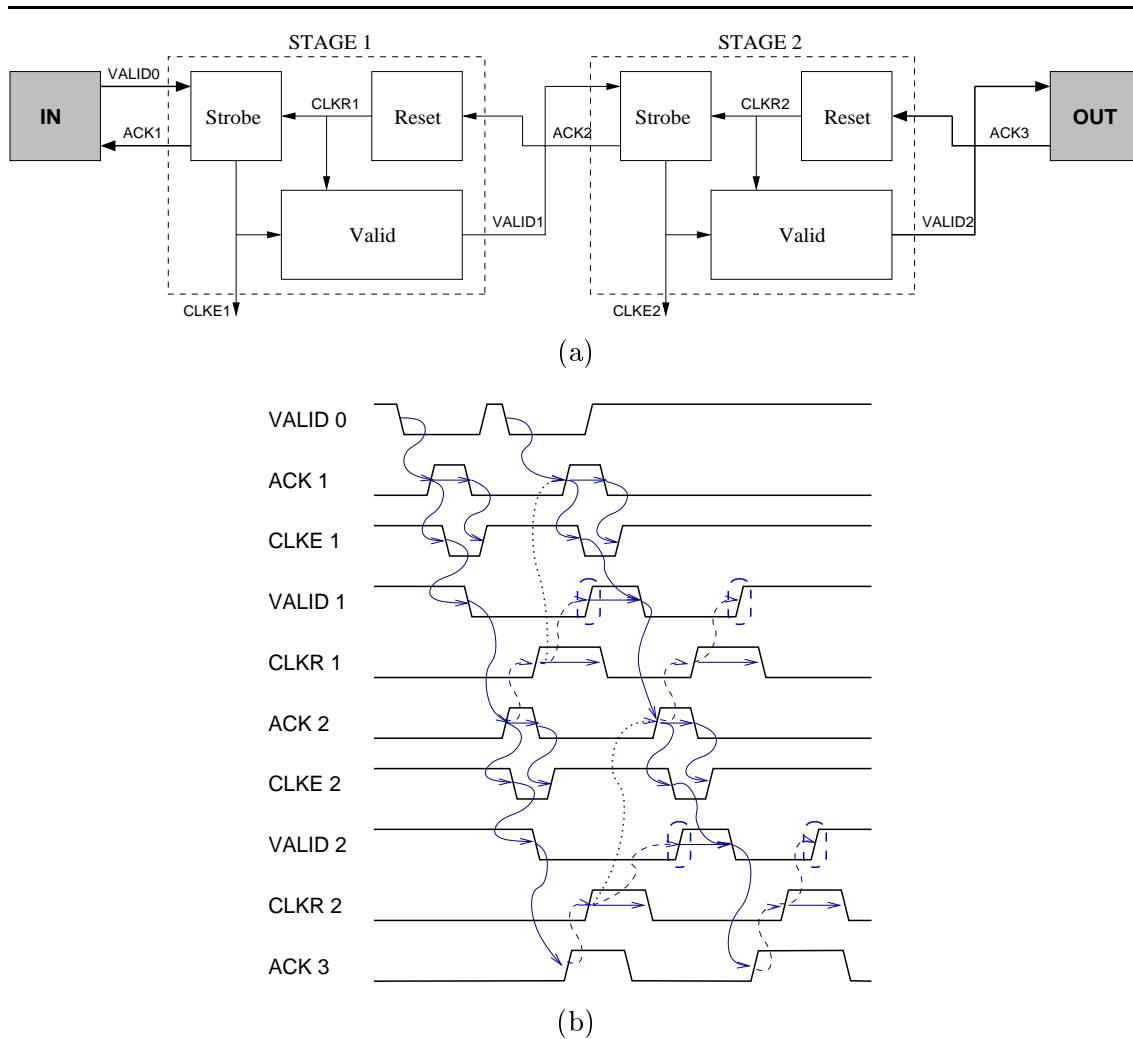 STAGE 1
STAGE 2
VALID0
IN
Strobe
CLKR1
Reset
ACK1
ACK2
Strobe
CLKR2
Reset
ACK3
OUT
Valid
VALID1
Valid
VALID2
CLKE1
CLKE2
(a)
VALID 0
ACK 1
CLKE 1
VALID 1
CLKR 1
ACK 2
CLKE 2
VALID 2
CLKR 2
ACK 3
(b)